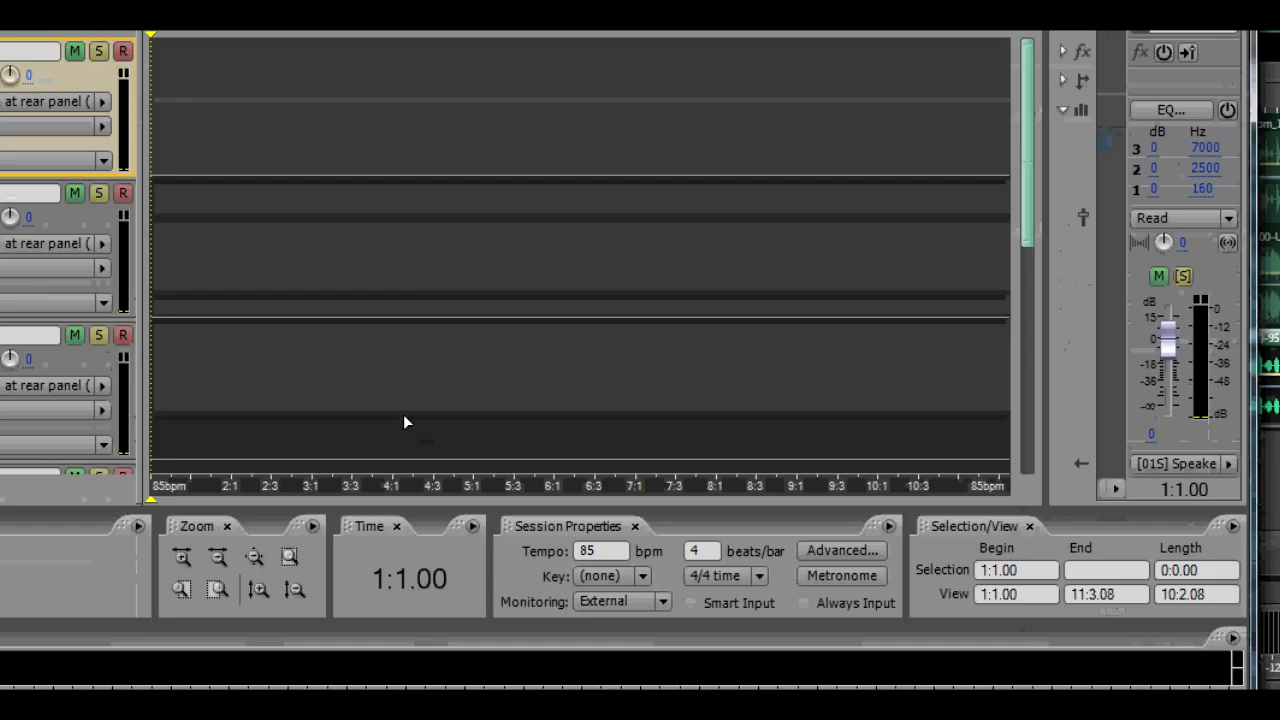 M S R
0
at rear panel (
M S R
0
at rear panel (
M S R
0
at rear panel (
M S R
85bpm 2:1 2:3 3:1 3:3 4:1 4:3 5:1 5:3 6:1 6:3 7:1 7:3 8:1 8:3 9:1 9:3 10:1 10:3 85bpm
fx
fx
EQ...
dB Hz
3 0 7000
2 0 2500
1 0 160
Read
0
M [S]
dB
15
0
-18
-36
-∞
0
-12
-24
-36
-48
dB
0
[01S] Speake
1:1.00
Zoom x
Time x
1:1.00
Session Properties x
Tempo: 85 bpm 4 beats/bar Advanced...
Key: (none) 4/4 time Metronome
Monitoring: External Smart Input Always Input
Selection/View x
Begin End Length
Selection 1:1.00 0:0.00
View 1:1.00 11:3.08 10:2.08
-12